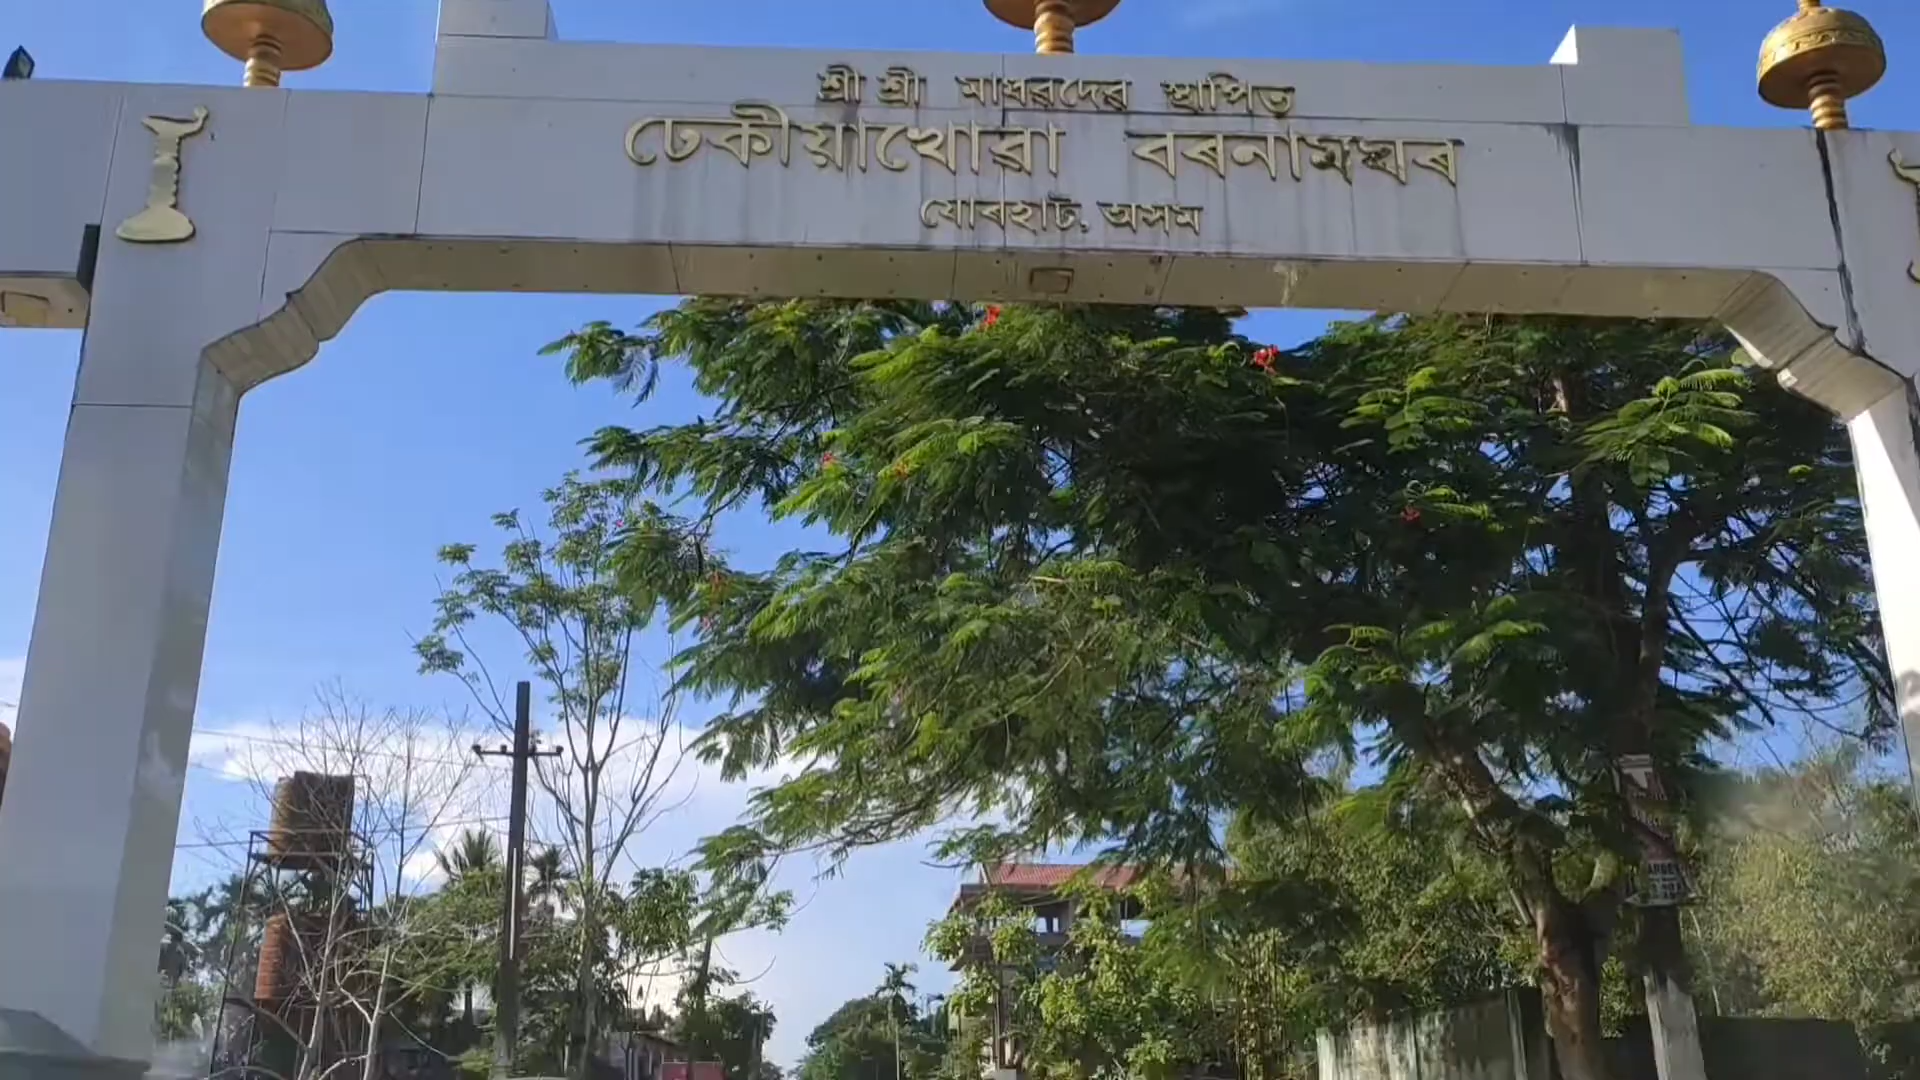 শ্ৰী শ্ৰী মাধৱদেৱ স্থাপিত
ঢেকীয়াখোৱা বৰনামঘৰ
যোৰহাট, অসম